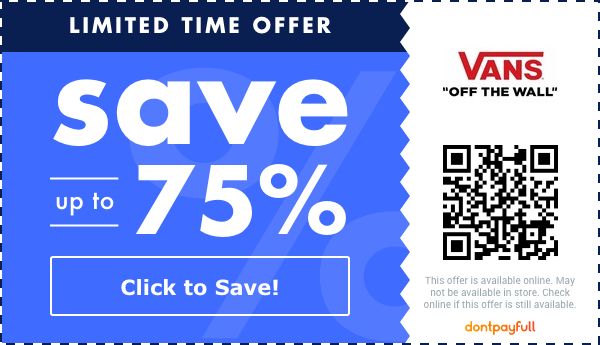 LIMITED TIME OFFER
save
up to 75%
Click to Save!
VANS
"OFF THE WALL"
This offer is available online. May
not be available in store. Check
online if this offer is still available.
dontpayfull